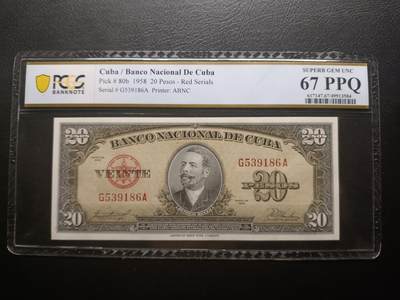 PCGS
BANKNOTE
Cuba / Banco Nacional De Cuba
Pick # 80b 1958 20 Pesos - Red Serials
Serial # G539186A Printer: ABNC
SUPERB GEM UNC
67 PPQ
20 BANCO NACIONAL DE CUBA 20
G539186A
VEINTE
G539186A
PESOS
20 20